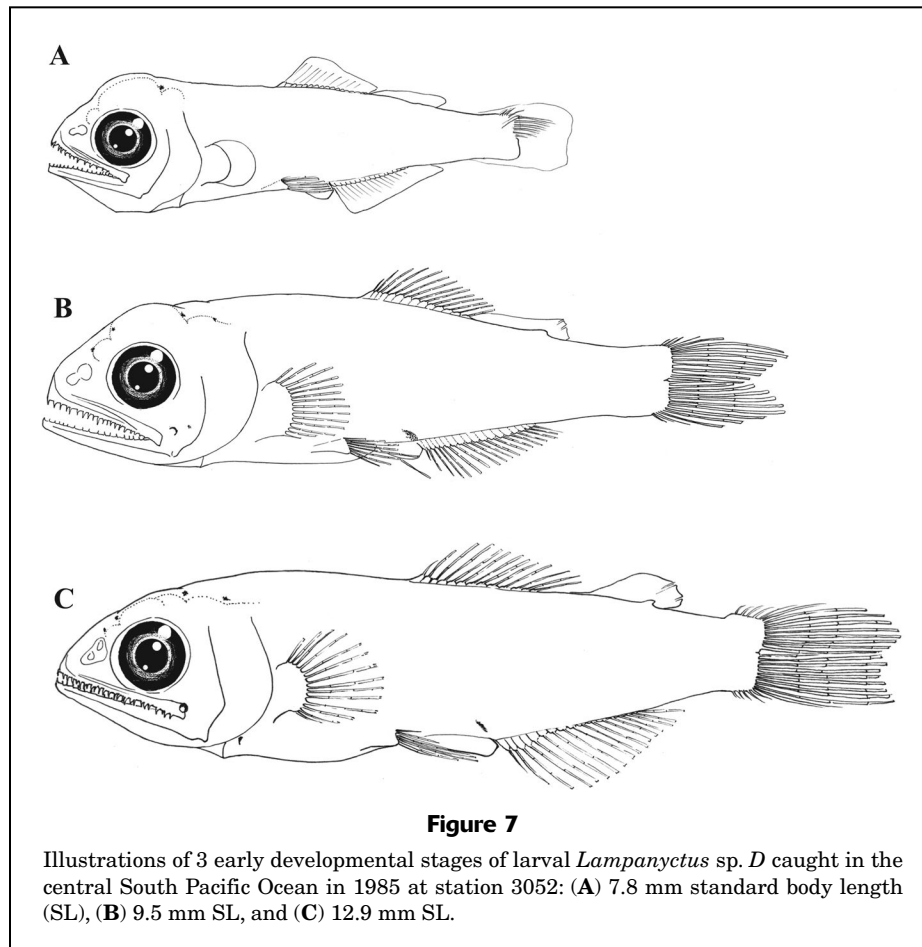 A
B
C
Figure 7
Illustrations of 3 early developmental stages of larval Lampanyctus sp. D caught in the
central South Pacific Ocean in 1985 at station 3052: (A) 7.8 mm standard body length
(SL), (B) 9.5 mm SL, and (C) 12.9 mm SL.